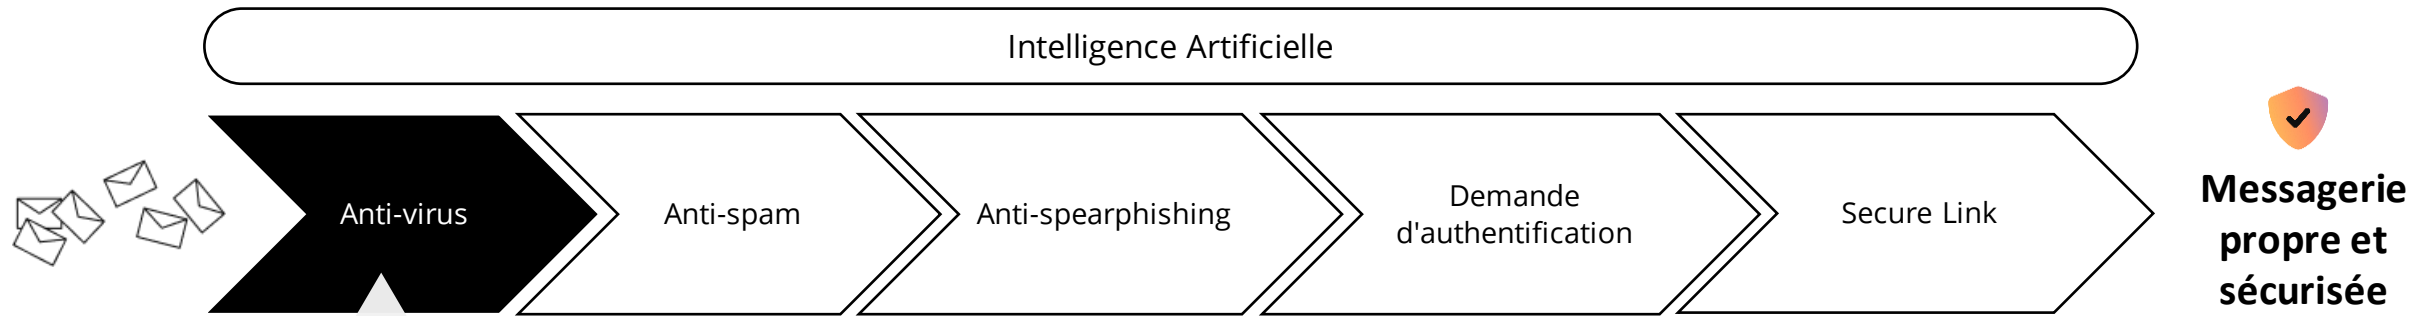 Intelligence Artificielle
Anti-virus
Anti-spam
Anti-spearphishing
Demande
d'authentification
Secure Link
Messagerie
propre et
sécurisée